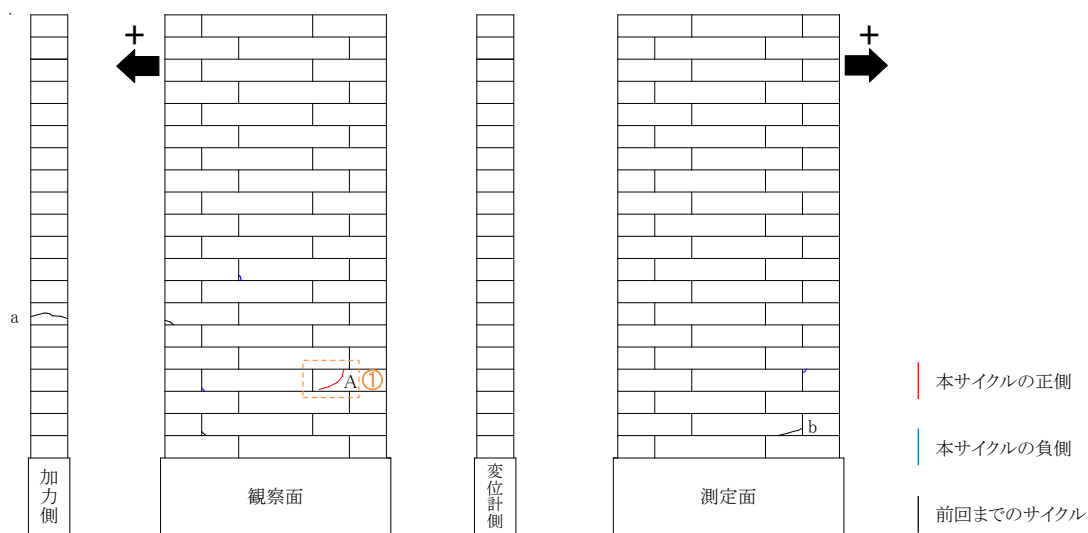 +
+
a
A①
b
本サイクルの正側
本サイクルの負側
前回までのサイクル
加力側
観察面
変位計側
測定面